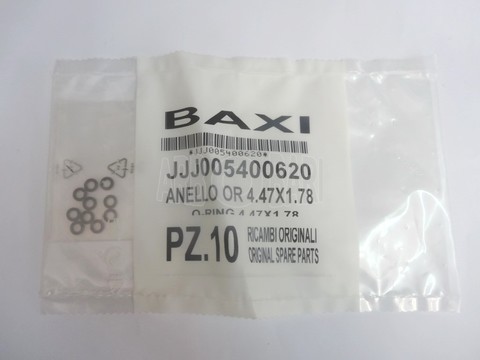 BAXI
*JJJ005400620*
JJJ005400620
ANELLO OR 4.47X1.78
O-RING 4.47X1.78
PZ.10
RICAMBI ORIGINALI
ORIGINAL SPARE PARTS